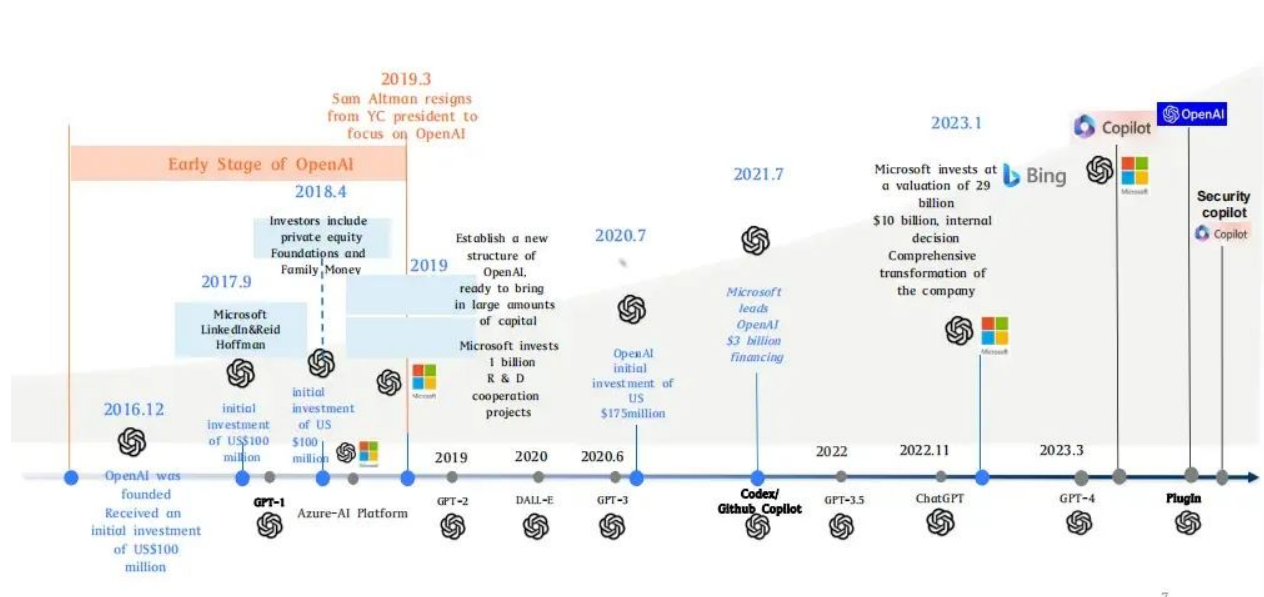 2019.3
Sam Altman resigns
from YC president to
focus on OpenAI
Early Stage of OpenAI
2018.4
Investors include
private equity
Foundations and
Family Money
2017.9
Microsoft
LinkedIn&Reid
Hoffman
2019
Establish a new
structure of
OpenAI,
ready to bring
in large amounts
of capital
Microsoft invests
1 billion
R & D
cooperation
projects
Microsoft
2020.7
OpenAI
initial
investment of
US
$175million
2021.7
Microsoft
leads
OpenAI
$3 billion
financing
2023.1
Microsoft invests at
a valuation of 29
billion
$10 billion, internal
decision
Comprehensive
transformation of
the company
Microsoft
Bing
Copilot
Microsoft
OpenAI
Security
copilot
Copilot
2016.12
OpenAI was
founded
Received an
initial investment
of US$100
million
initial
investment
of US$100
million
initial
investment
of US
$100
million
Microsoft
2019
2020
2020.6
2022
2022.11
2023.3
GPT-1
Azure-AI Platform
GPT-2
DALL-E
GPT-3
Codex/
Github Copilot
GPT-3.5
ChatGPT
GPT-4
PlugIn